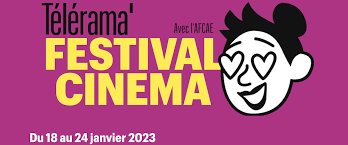 Télérama'
Avec l'AFCAE
FESTIVAL
CINEMA
Du 18 au 24 janvier 2023